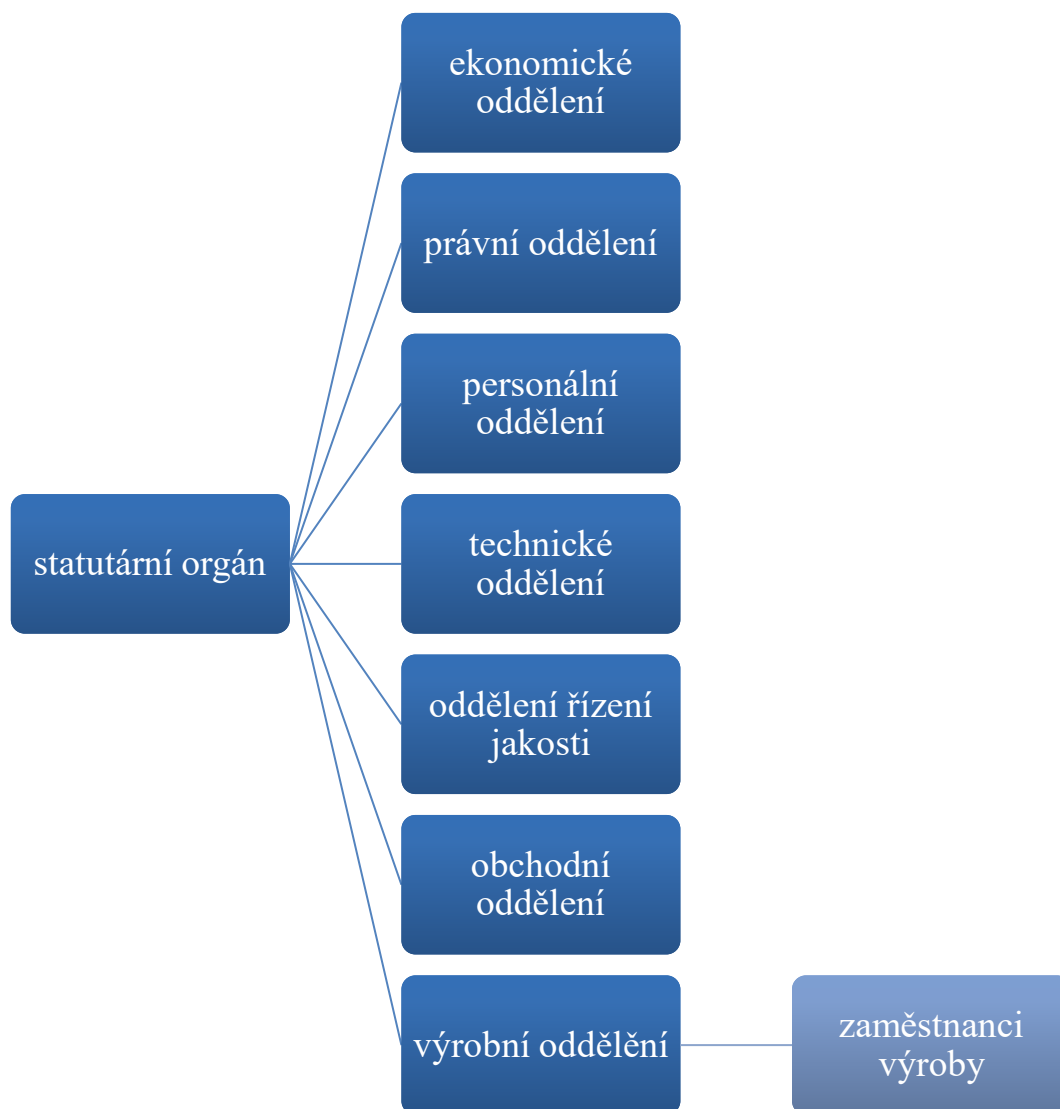 ekonomické
oddělení
právní oddělení
personální
oddělení
statutární orgán
technické
oddělení
oddělení řízení
jakosti
obchodní
oddělení
výrobní oddělění
zaměstnanci
výroby